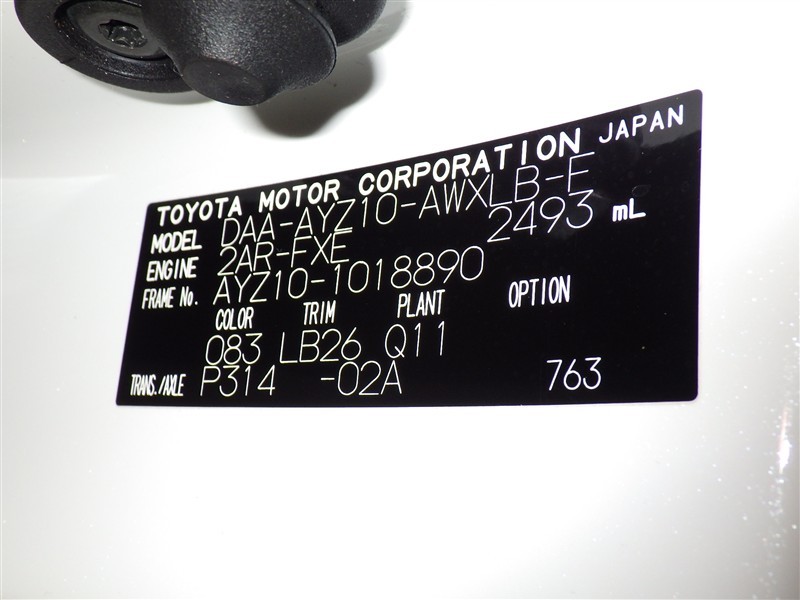 TOYOTA MOTOR CORPORATION JAPAN
MODEL DAA-AYZ10-AWXLB-E
ENGINE 2AR-FXE 2493 mL
FRAME No. AYZ10-1018890
COLOR TRIM PLANT OPTION
083 LB26 Q11
TRANS./AXLE P314 -02A 763